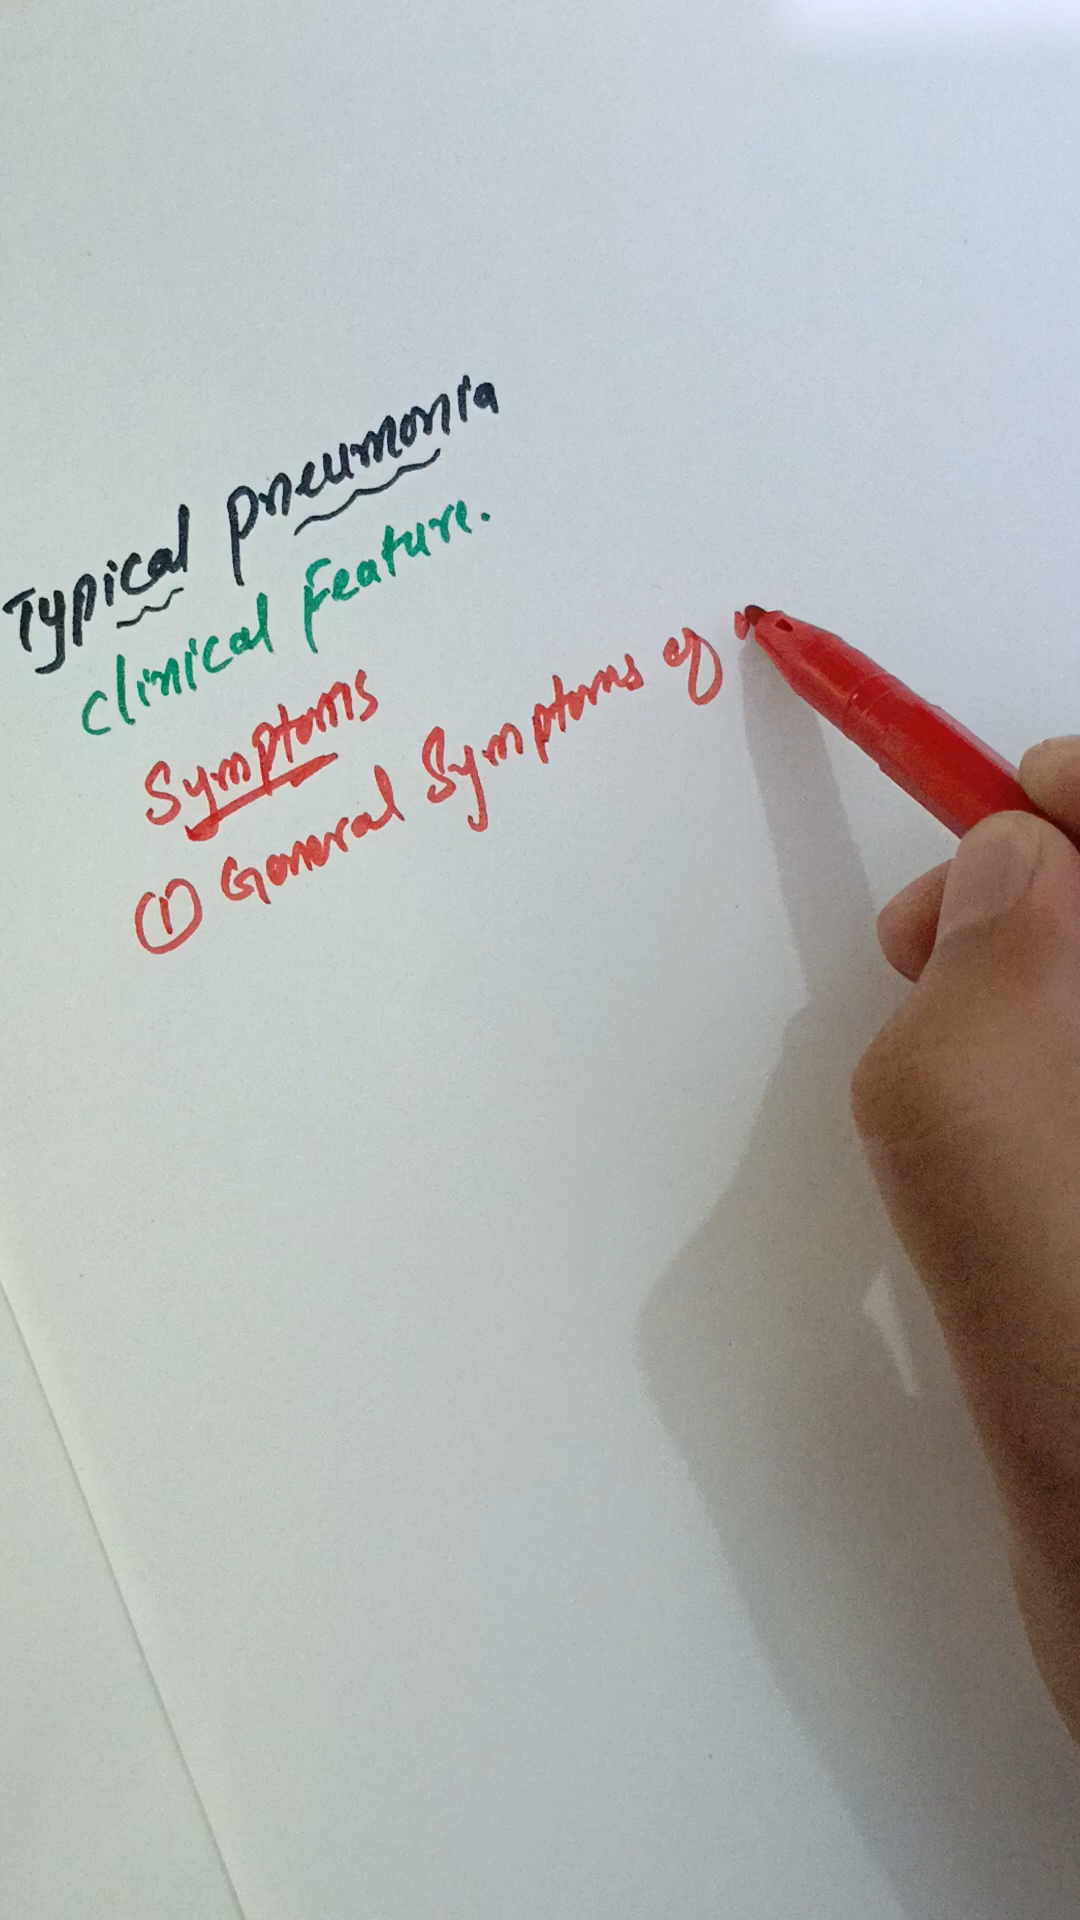 Typical pneumonia
Clinical Feature.
Symptoms
① General Symptoms of